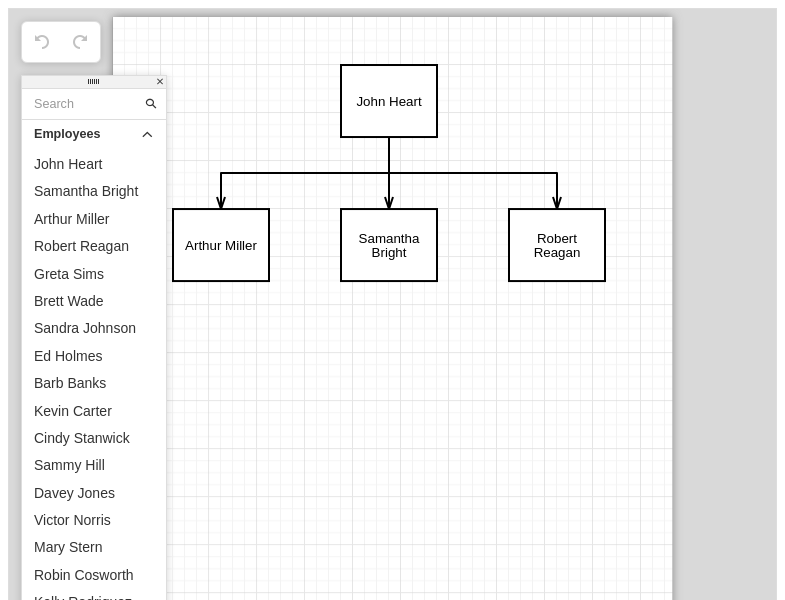 Search
Employees
John Heart
Samantha Bright
Arthur Miller
Robert Reagan
Greta Sims
Brett Wade
Sandra Johnson
Ed Holmes
Barb Banks
Kevin Carter
Cindy Stanwick
Sammy Hill
Davey Jones
Victor Norris
Mary Stern
Robin Cosworth
Kelly Rodriguez
John Heart
Arthur Miller
Samantha
Bright
Robert
Reagan